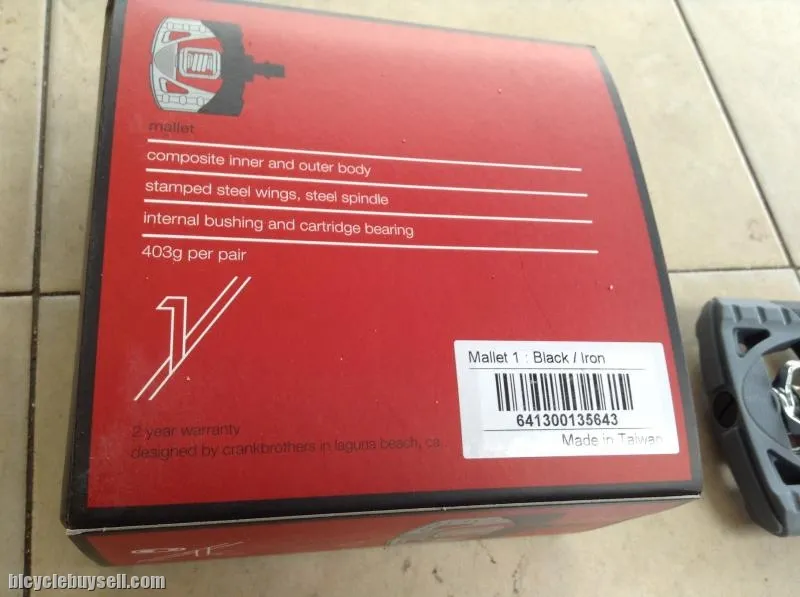 mallet
composite inner and outer body
stamped steel wings, steel spindle
internal bushing and cartridge bearing
403g per pair
1
Mallet 1 : Black / Iron
641300135643
Made in Taiwan
2 year warranty
designed by crankbrothers in laguna beach, ca.
bicyclebuysell.com